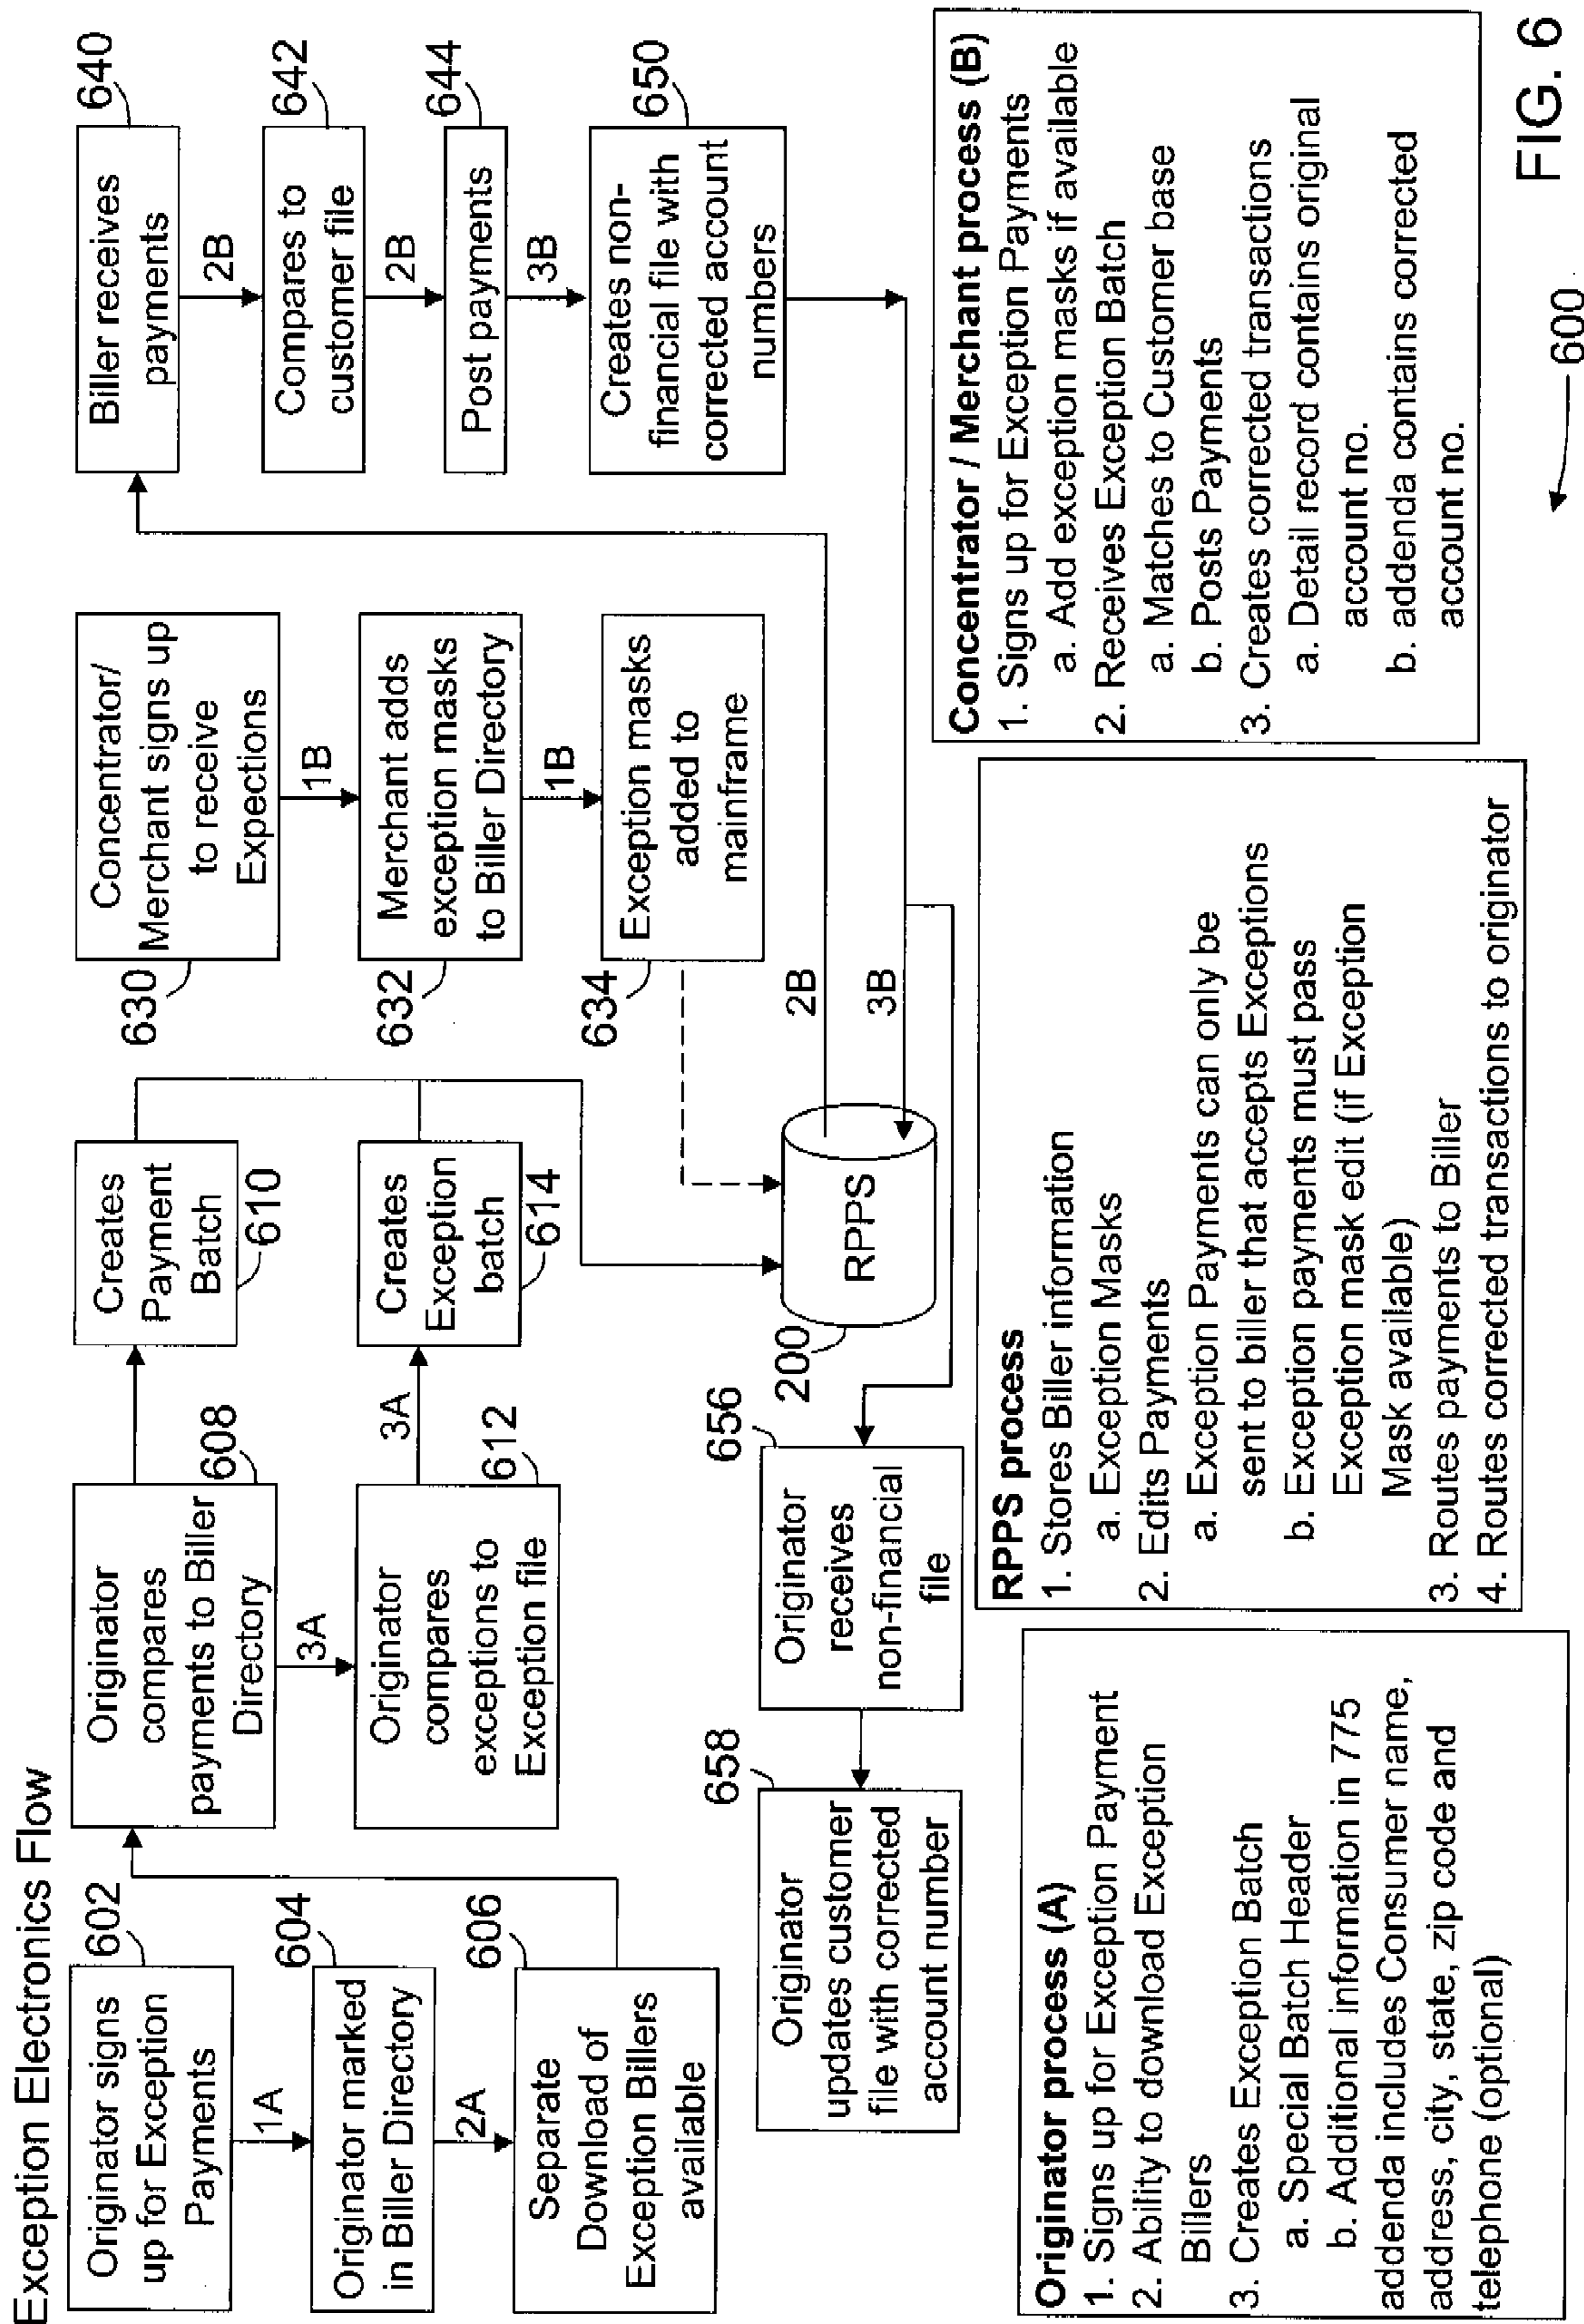 Exception Electronics Flow
Originator signs
up for Exception
Payments
602
1A
Originator marked
in Biller Directory
604
2A
Separate
Download of
Exception Billers
available
606
Originator
compares
payments to Biller
Directory
608
3A
Originator
compares
exceptions to
Exception file
612
3A
Creates
Payment
Batch
610
Creates
Exception
batch
614
Concentrator/
Merchant signs up
to receive
Expections
630
1B
Merchant adds
exception masks
to Biller Directory
632
1B
Exception masks
added to
mainframe
634
Biller receives
payments
640
2B
Compares to
customer file
642
2B
Post payments
644
3B
Creates non-
financial file with
corrected account
numbers
650
RPPS
200
2B
3B
Originator
receives
non-financial
file
656
Originator
updates customer
file with corrected
account number
658
Originator process (A)
1. Signs up for Exception Payment
2. Ability to download Exception
Billers
3. Creates Exception Batch
a. Special Batch Header
b. Additional information in 775
addenda includes Consumer name,
address, city, state, zip code and
telephone (optional)
RPPS process
1. Stores Biller information
a. Exception Masks
2. Edits Payments
a. Exception Payments can only be
sent to biller that accepts Exceptions
b. Exception payments must pass
Exception mask edit (if Exception
Mask available)
3. Routes payments to Biller
4. Routes corrected transactions to originator
Concentrator / Merchant process (B)
1. Signs up for Exception Payments
a. Add exception masks if available
2. Receives Exception Batch
a. Matches to Customer base
b. Posts Payments
3. Creates corrected transactions
a. Detail record contains original
account no.
b. addenda contains corrected
account no.
600
FIG. 6